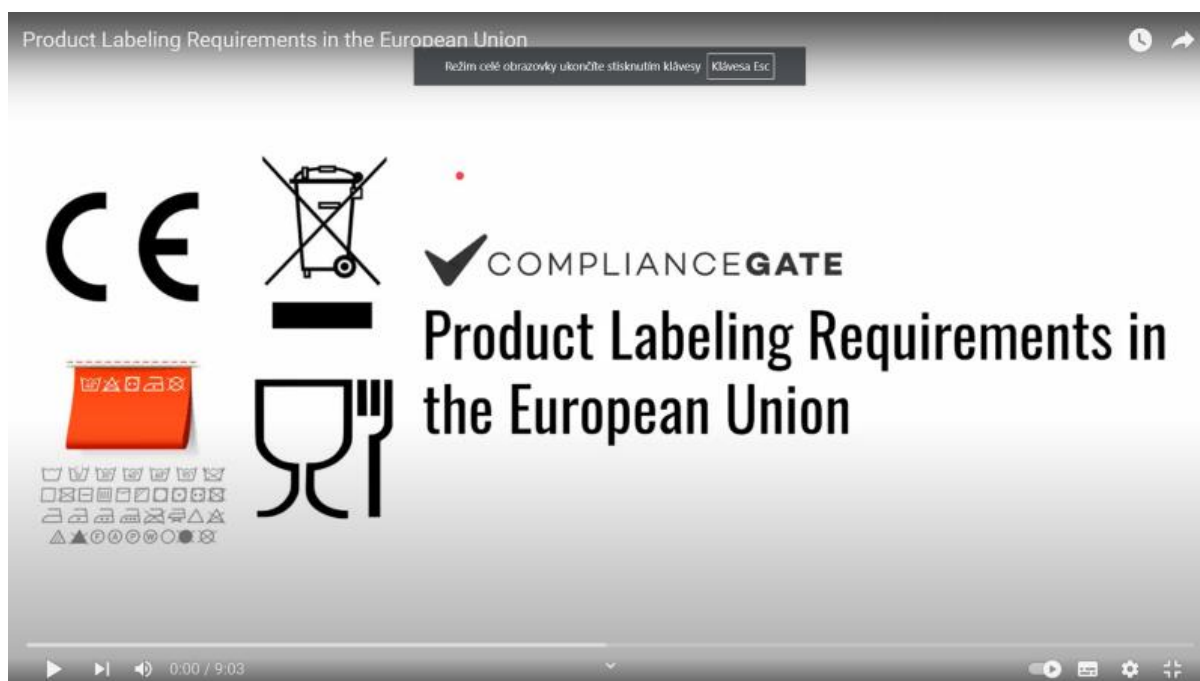 Product Labeling Requirements in the European Union
Režim celé obrazovky ukončíte stisknutím klávesy Klávesa Esc
CE
COMPLIANCEGATE
Product Labeling Requirements in
the European Union
0:00 / 9:03